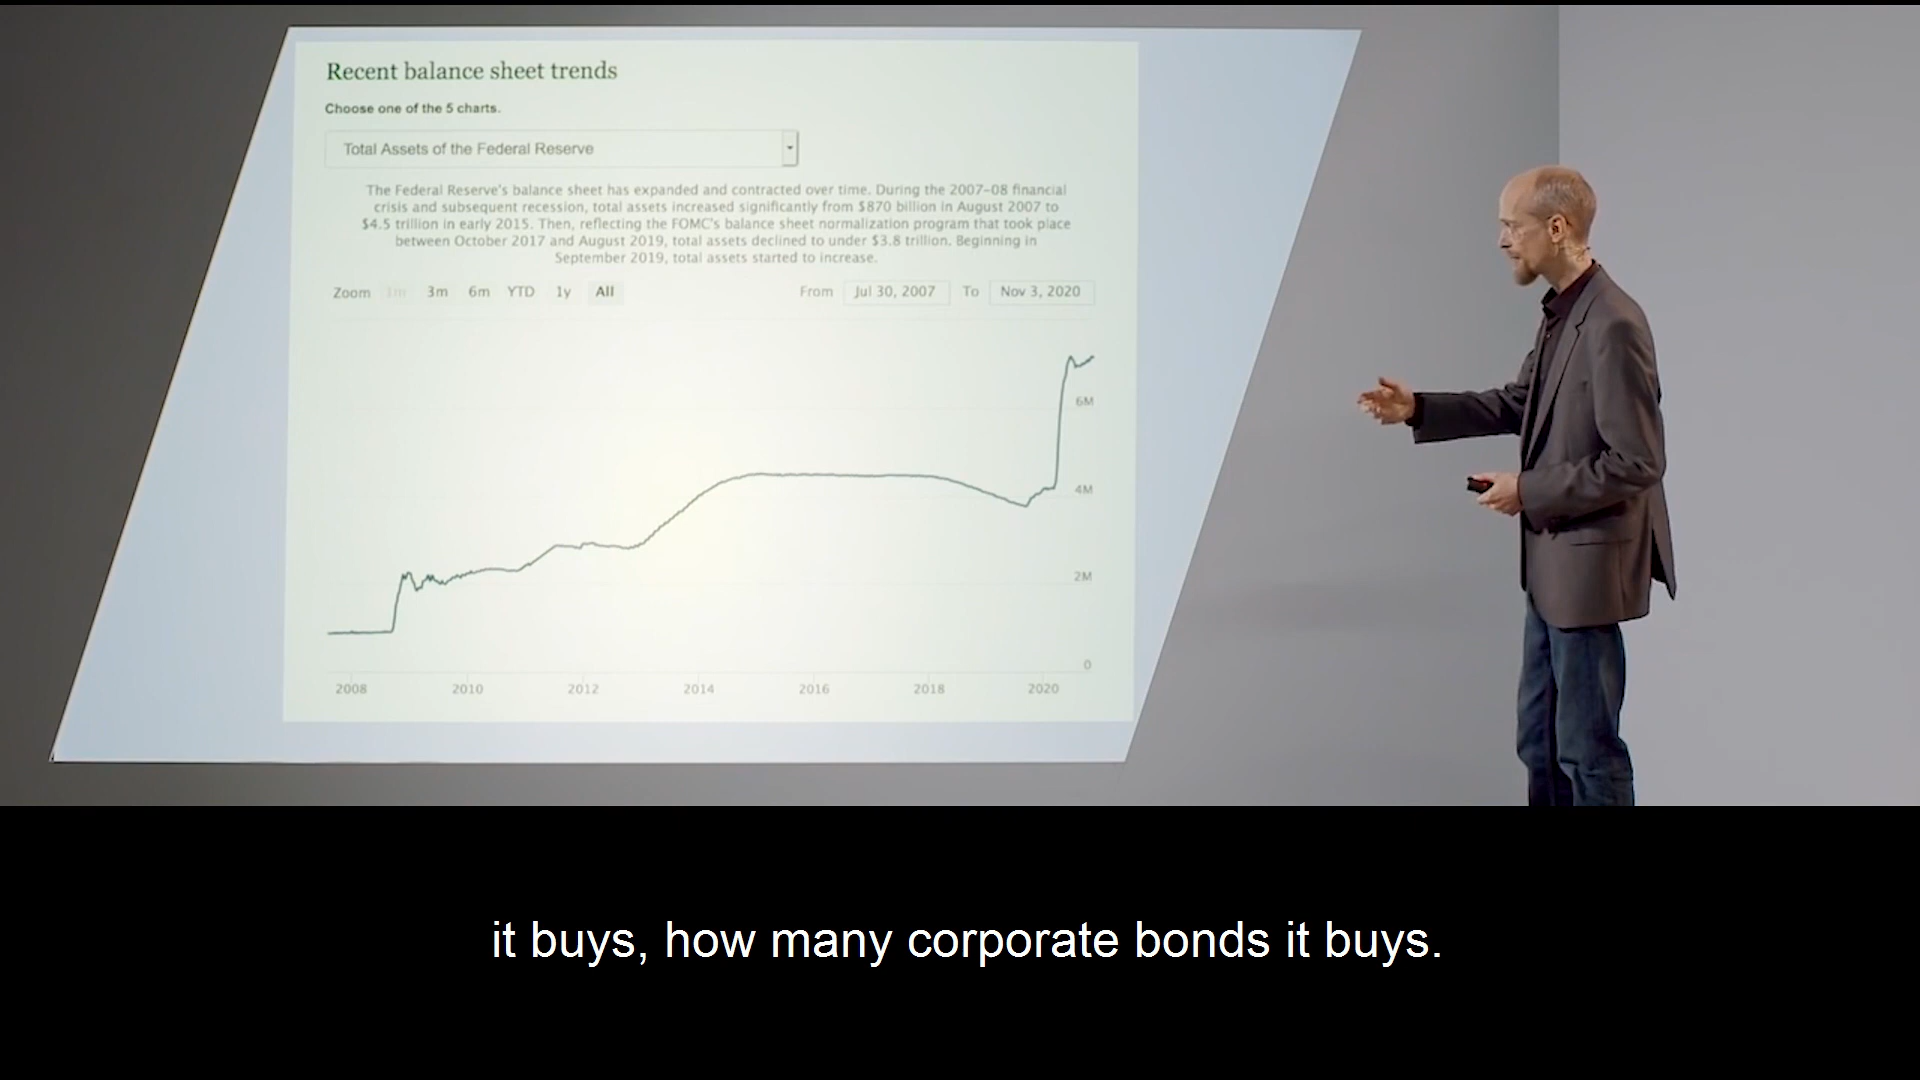 Recent balance sheet trends
Choose one of the 5 charts.
Total Assets of the Federal Reserve
The Federal Reserve's balance sheet has expanded and contracted over time. During the 2007–08 financial
crisis and subsequent recession, total assets increased significantly from $870 billion in August 2007 to
$4.5 trillion in early 2015. Then, reflecting the FOMC's balance sheet normalization program that took place
between October 2017 and August 2019, total assets declined to under $3.8 trillion. Beginning in
September 2019, total assets started to increase.
Zoom 1m 3m 6m YTD 1y All From Jul 30, 2007 To Nov 3, 2020
6M
4M
2M
0
2008 2010 2012 2014 2016 2018 2020
it buys, how many corporate bonds it buys.